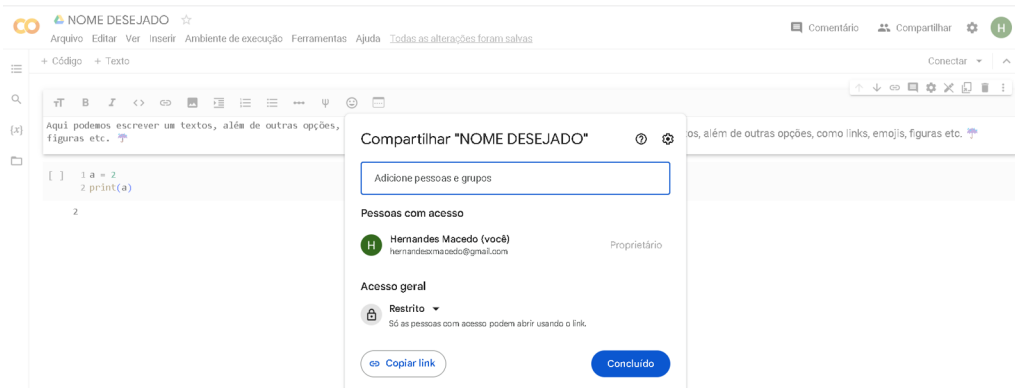 NOME DESEJADO
Comentário Compartilhar H
Arquivo Editar Ver Inserir Ambiente de execução Ferramentas Ajuda Todas as alterações foram salvas
+ Código + Texto Conectar
Aqui podemos escrever um textos, além de outras opções,
figuras etc. ☔
os, além de outras opções, como links, emojis, figuras etc. ☔
[ ] 1 a = 2
2 print(a)
2
Compartilhar "NOME DESEJADO"
Adicione pessoas e grupos
Pessoas com acesso
H Hernandes Macedo (você)
hernandesxmacedo@gmail.com
Proprietário
Acesso geral
Restrito
Só as pessoas com acesso podem abrir usando o link.
Copiar link Concluído